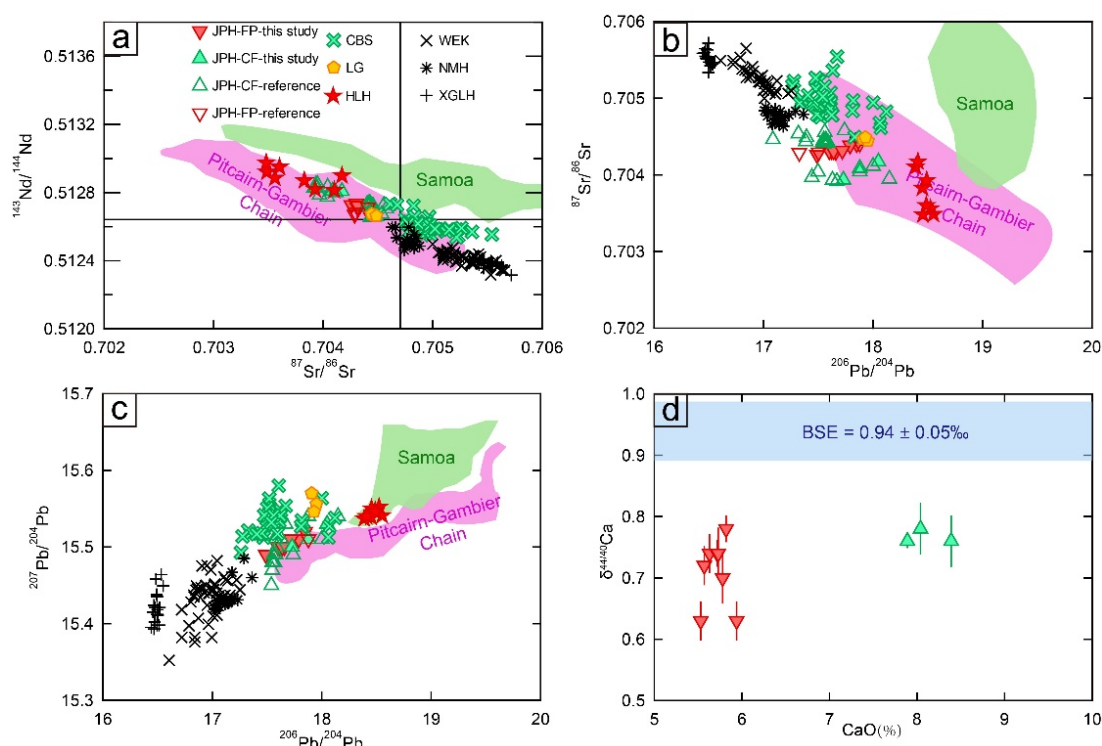 a
JPH-FP-this study
JPH-CF-this study
JPH-CF-reference
JPH-FP-reference
CBS
LG
HLH
WEK
NMH
XGLH
Pitcairn-Gambier
Chain
Samoa
0.5136
0.5132
0.5128
0.5124
0.5120
¹⁴³Nd/¹⁴⁴Nd
0.702
0.703
0.704
0.705
0.706
⁸⁷Sr/⁸⁶Sr
b
Samoa
Pitcairn-Gambier
Chain
0.706
0.705
0.704
0.703
0.702
⁸⁷Sr/⁸⁶Sr
16
17
18
19
20
²⁰⁶Pb/²⁰⁴Pb
c
Samoa
Pitcairn-Gambier
Chain
15.7
15.6
15.5
15.4
15.3
²⁰⁷Pb/²⁰⁴Pb
16
17
18
19
20
²⁰⁶Pb/²⁰⁴Pb
d
BSE = 0.94 ± 0.05‰
1.0
0.9
0.8
0.7
0.6
0.5
δ⁴⁴/⁴⁰Ca
5
6
7
8
9
10
CaO(%)